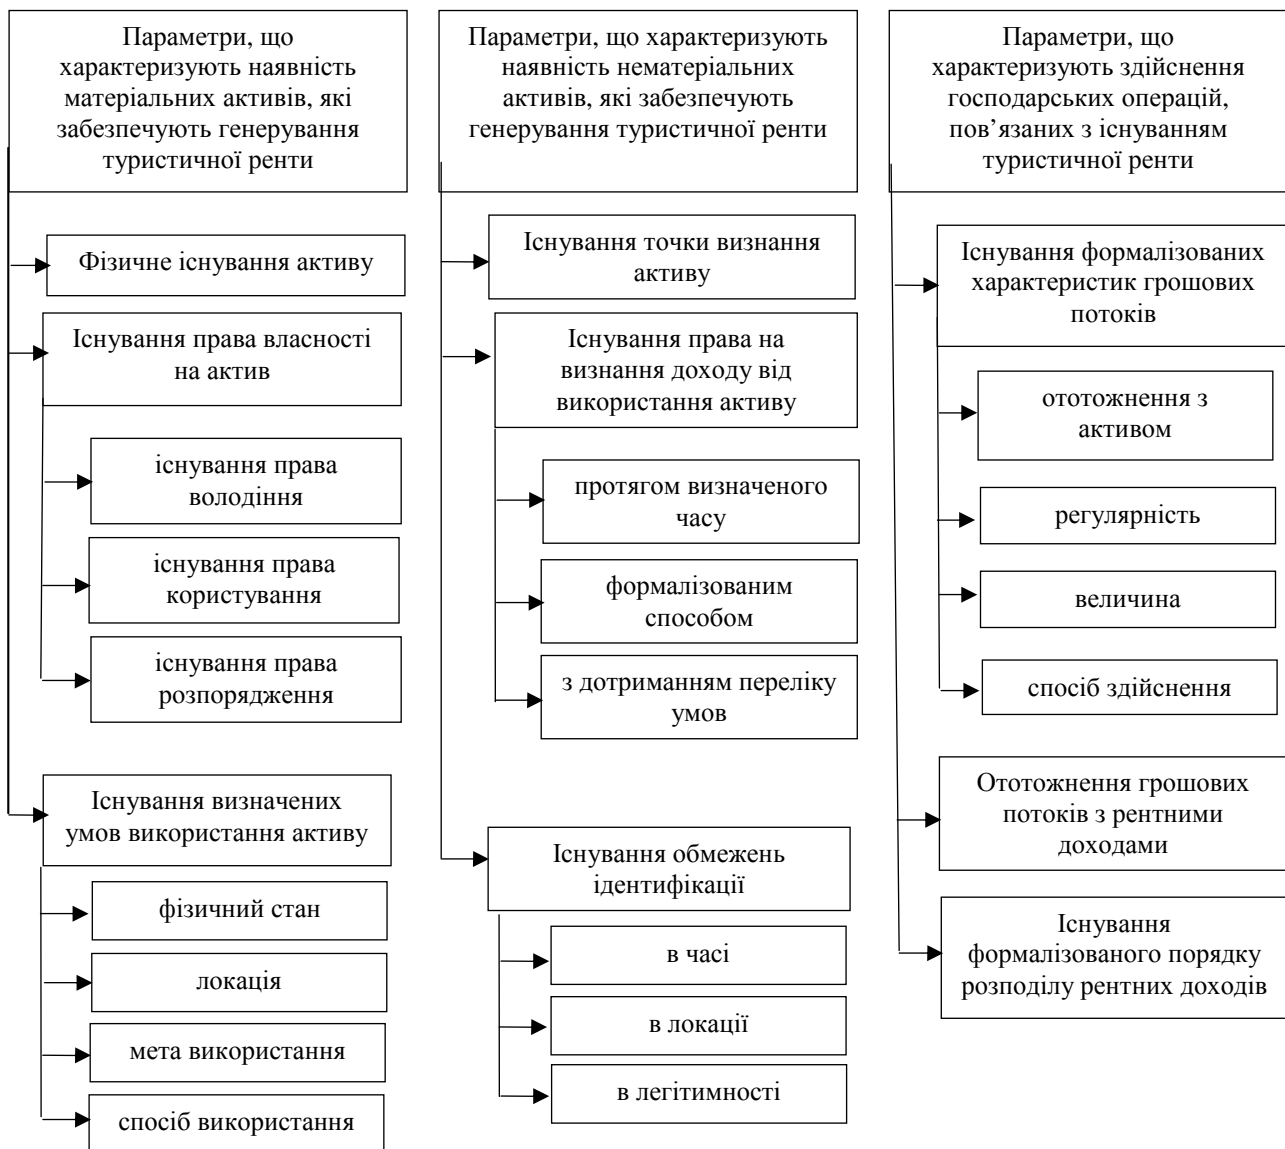 Параметри, що
характеризують наявність
матеріальних активів, які
забезпечують генерування
туристичної ренти
Фізичне існування активу
Існування права власності
на актив
існування права
володіння
існування права
користування
існування права
розпорядження
Існування визначених
умов використання активу
фізичний стан
локація
мета використання
спосіб використання
Параметри, що характеризують
наявність нематеріальних
активів, які забезпечують
генерування туристичної ренти
Існування точки визнання
активу
Існування права на
визнання доходу від
використання активу
протягом визначеного
часу
формалізованим
способом
з дотриманням переліку
умов
Існування обмежень
ідентифікації
в часі
в локації
в легітимності
Параметри, що
характеризують здійснення
господарських операцій,
пов’язаних з існуванням
туристичної ренти
Існування формалізованих
характеристик грошових
потоків
ототожнення з
активом
регулярність
величина
спосіб здійснення
Ототожнення грошових
потоків з рентними
доходами
Існування
формалізованого порядку
розподілу рентних доходів